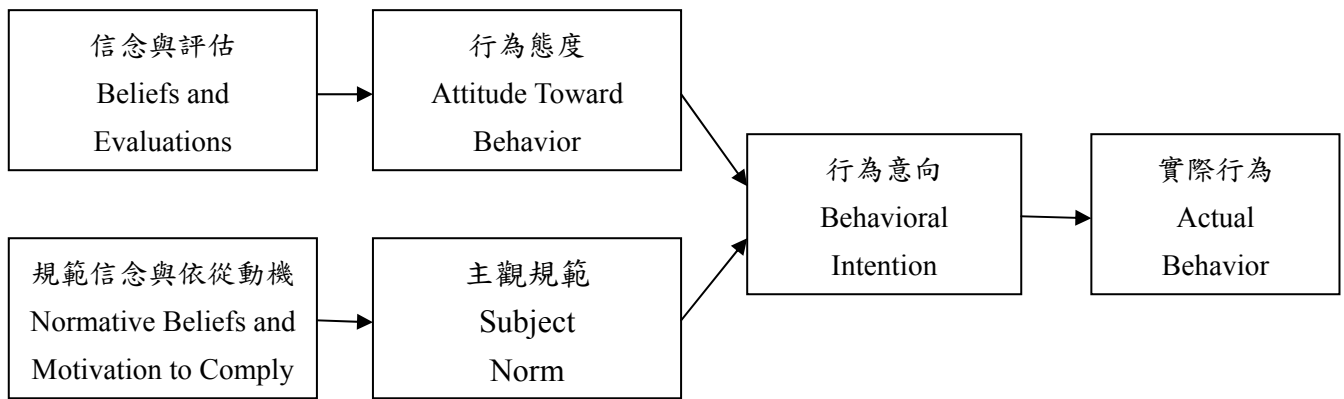 信念與評估
Beliefs and
Evaluations
行為態度
Attitude Toward
Behavior
規範信念與依從動機
Normative Beliefs and
Motivation to Comply
主觀規範
Subject
Norm
行為意向
Behavioral
Intention
實際行為
Actual
Behavior